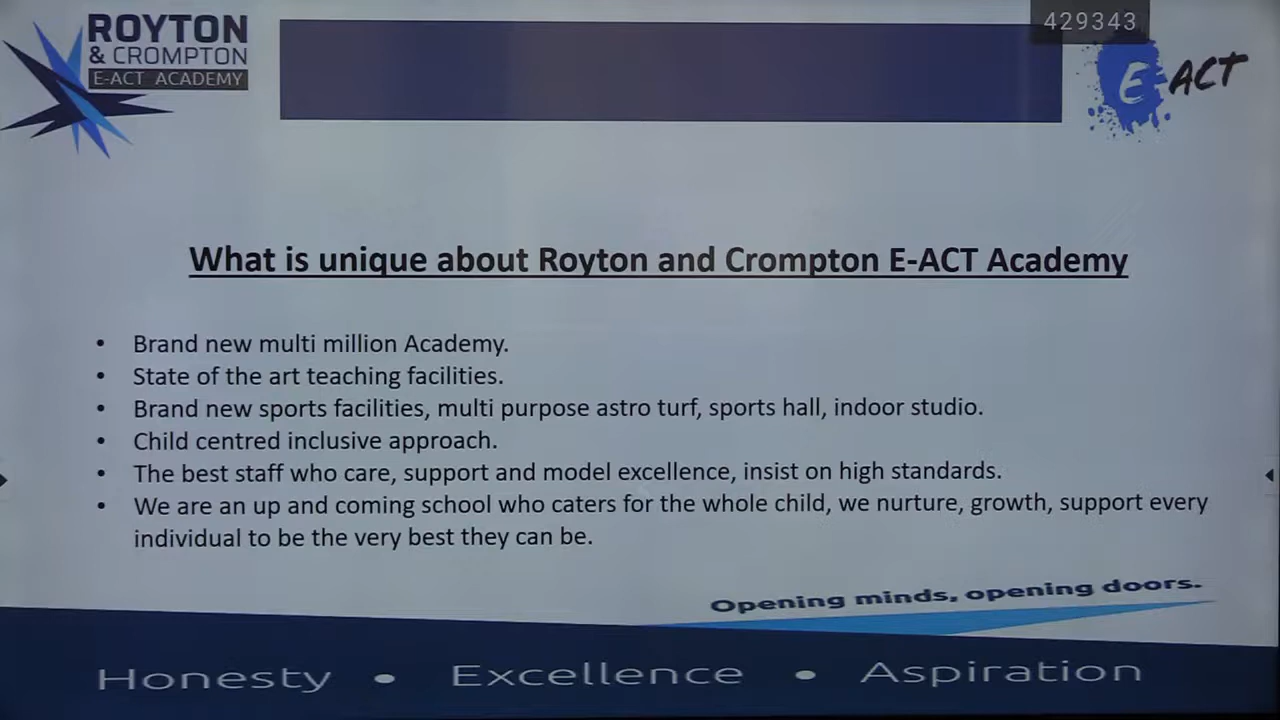 ROYTON
& CROMPTON
E-ACT ACADEMY
429343
E-ACT
What is unique about Royton and Crompton E-ACT Academy
• Brand new multi million Academy.
• State of the art teaching facilities.
• Brand new sports facilities, multi purpose astro turf, sports hall, indoor studio.
• Child centred inclusive approach.
• The best staff who care, support and model excellence, insist on high standards.
• We are an up and coming school who caters for the whole child, we nurture, growth, support every
individual to be the very best they can be.
Opening minds, opening doors.
Honesty • Excellence • Aspiration